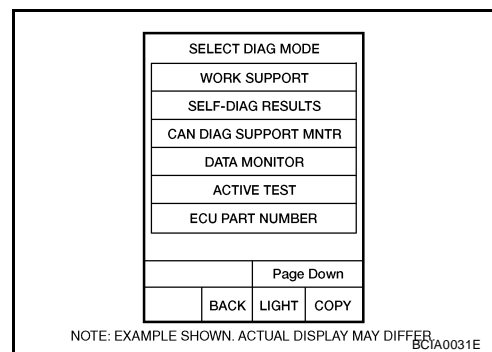 SELECT DIAG MODE
WORK SUPPORT
SELF-DIAG RESULTS
CAN DIAG SUPPORT MNTR
DATA MONITOR
ACTIVE TEST
ECU PART NUMBER
Page Down
BACK LIGHT COPY
NOTE: EXAMPLE SHOWN. ACTUAL DISPLAY MAY DIFFER.
BCIA0031E